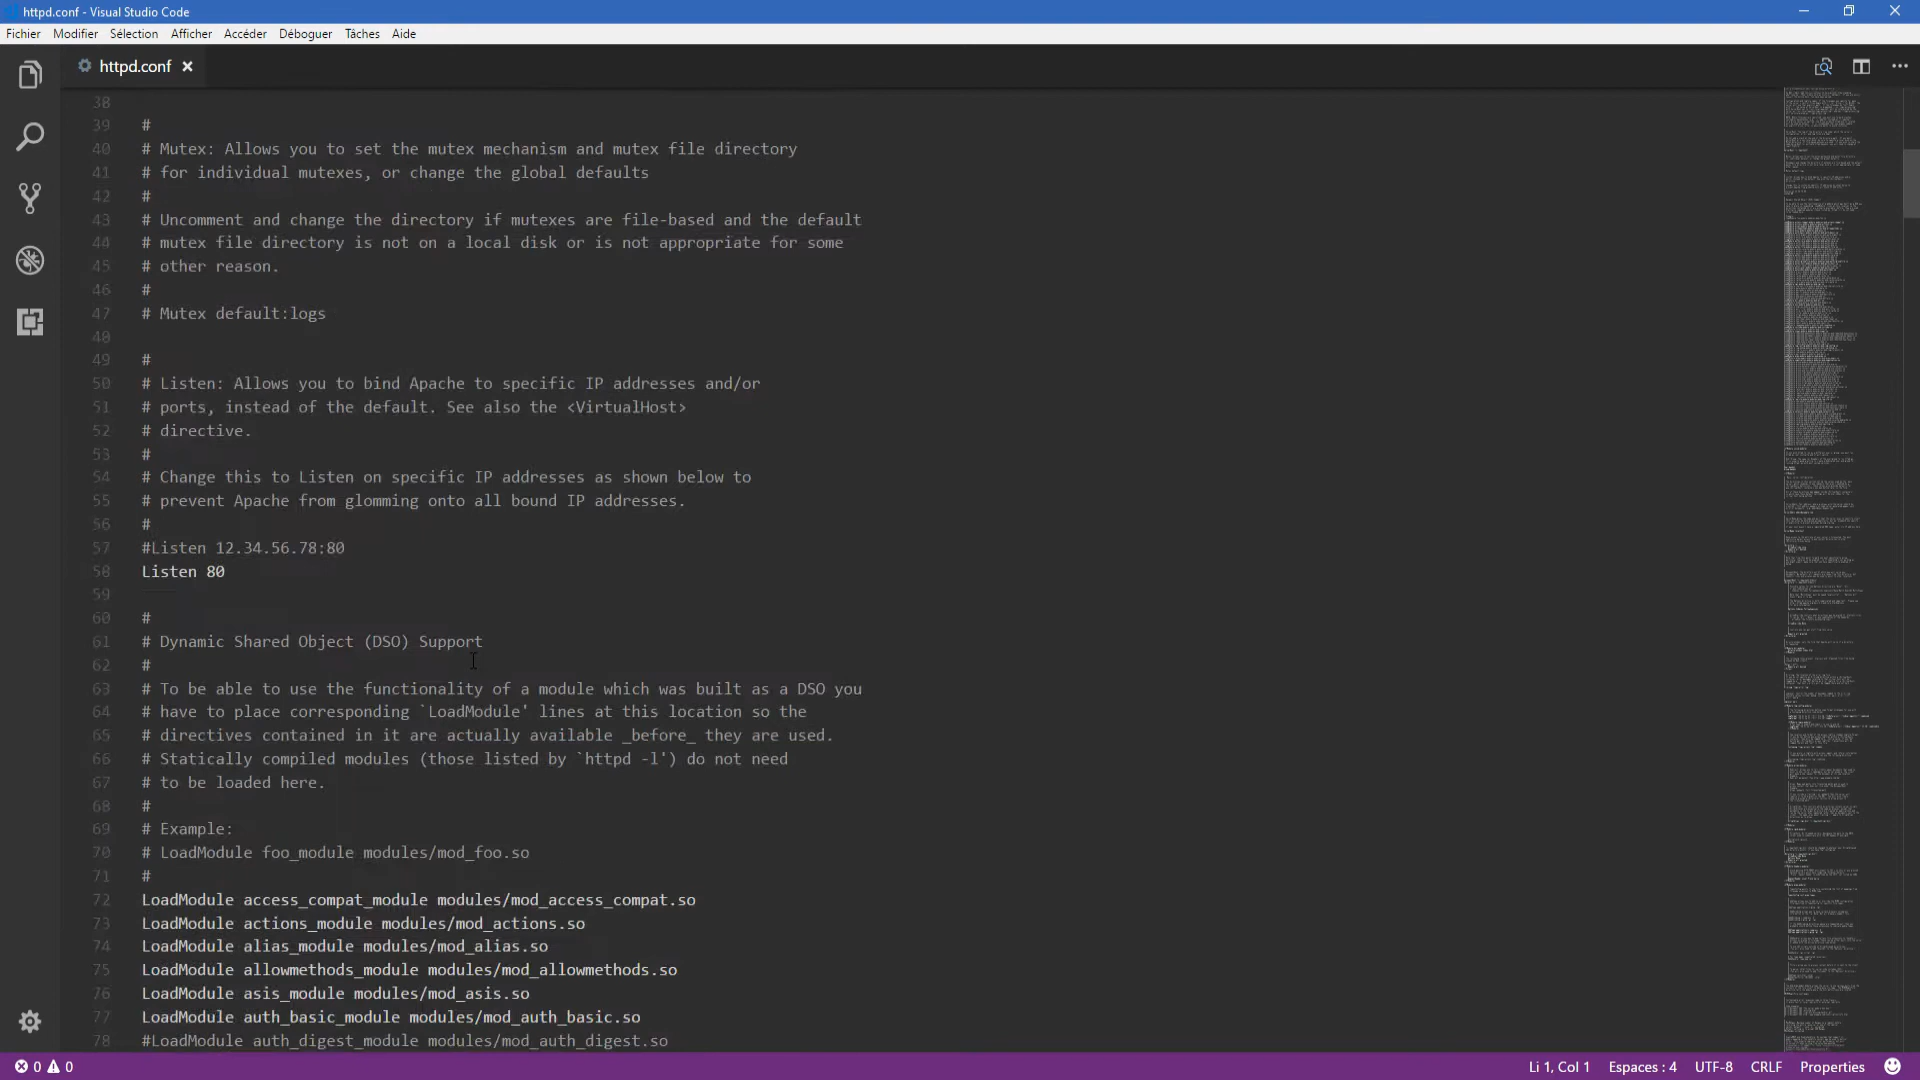 httpd.conf - Visual Studio Code
Fichier Modifier Sélection Afficher Accéder Déboguer Tâches Aide
httpd.conf
38
39 #
40 # Mutex: Allows you to set the mutex mechanism and mutex file directory
41 # for individual mutexes, or change the global defaults
42 #
43 # Uncomment and change the directory if mutexes are file-based and the default
44 # mutex file directory is not on a local disk or is not appropriate for some
45 # other reason.
46 #
47 # Mutex default:logs
48
49 #
50 # Listen: Allows you to bind Apache to specific IP addresses and/or
51 # ports, instead of the default. See also the <VirtualHost>
52 # directive.
53 #
54 # Change this to Listen on specific IP addresses as shown below to
55 # prevent Apache from glomming onto all bound IP addresses.
56 #
57 #Listen 12.34.56.78:80
58 Listen 80
59
60 #
61 # Dynamic Shared Object (DSO) Support
62 #
63 # To be able to use the functionality of a module which was built as a DSO you
64 # have to place corresponding `LoadModule' lines at this location so the
65 # directives contained in it are actually available _before_ they are used.
66 # Statically compiled modules (those listed by `httpd -l') do not need
67 # to be loaded here.
68 #
69 # Example:
70 # LoadModule foo_module modules/mod_foo.so
71 #
72 LoadModule access_compat_module modules/mod_access_compat.so
73 LoadModule actions_module modules/mod_actions.so
74 LoadModule alias_module modules/mod_alias.so
75 LoadModule allowmethods_module modules/mod_allowmethods.so
76 LoadModule asis_module modules/mod_asis.so
77 LoadModule auth_basic_module modules/mod_auth_basic.so
78 #LoadModule auth_digest_module modules/mod_auth_digest.so
0 0 Li 1, Col 1 Espaces : 4 UTF-8 CRLF Properties